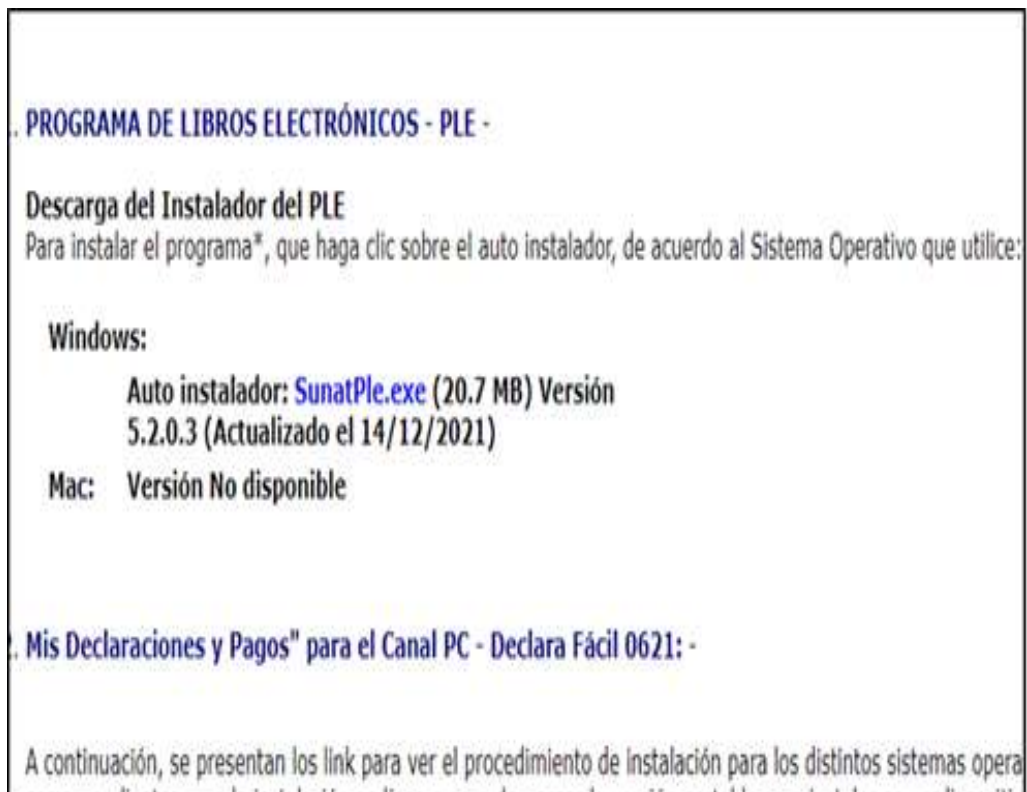 . PROGRAMA DE LIBROS ELECTRÓNICOS - PLE -
Descarga del Instalador del PLE
Para instalar el programa*, que haga clic sobre el auto instalador, de acuerdo al Sistema Operativo que utilice:
Windows:
Auto instalador: SunatPle.exe (20.7 MB) Versión
5.2.0.3 (Actualizado el 14/12/2021)
Mac: Versión No disponible
. Mis Declaraciones y Pagos" para el Canal PC - Declara Fácil 0621: -
A continuación, se presentan los link para ver el procedimiento de instalación para los distintos sistemas opera